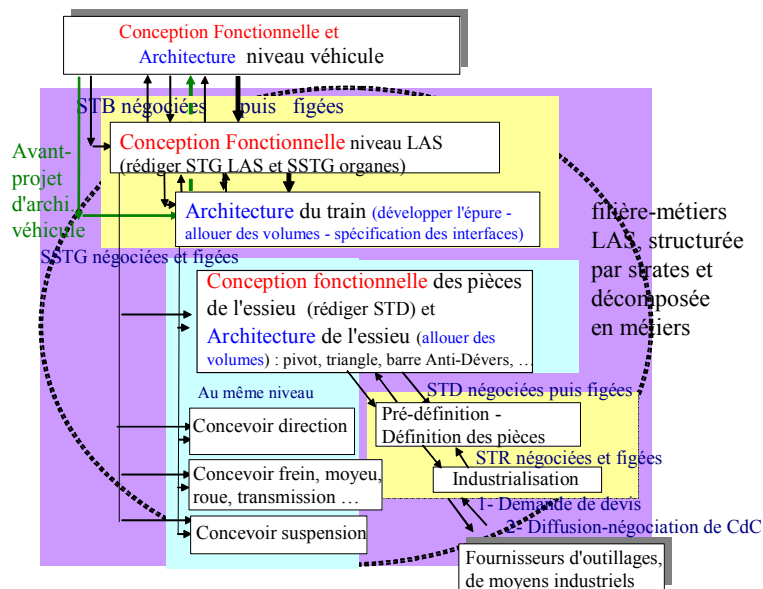 Conception Fonctionnelle et
Architecture niveau véhicule
STB négociées puis figées
Conception Fonctionnelle niveau LAS
(rédiger STG LAS et SSTG organes)
Avant-
projet
d'archi.
véhicule
Architecture du train (développer l'épure -
allouer des volumes - spécification des interfaces)
filière-métiers
LAS, structurée
par strates et
décomposée
en métiers
SSTG négociées et figées
Conception fonctionnelle des pièces
de l'essieu (rédiger STD) et
Architecture de l'essieu (allouer des
volumes) : pivot, triangle, barre Anti-Dévers, …
Au même niveau
STD négociées puis figées
Concevoir direction
Pré-définition -
Définition des pièces
STR négociées et figées
Concevoir frein, moyeu,
roue, transmission …
Industrialisation
1- Demande de devis
2- Diffusion-négociation de CdC
Concevoir suspension
Fournisseurs d'outillages,
de moyens industriels